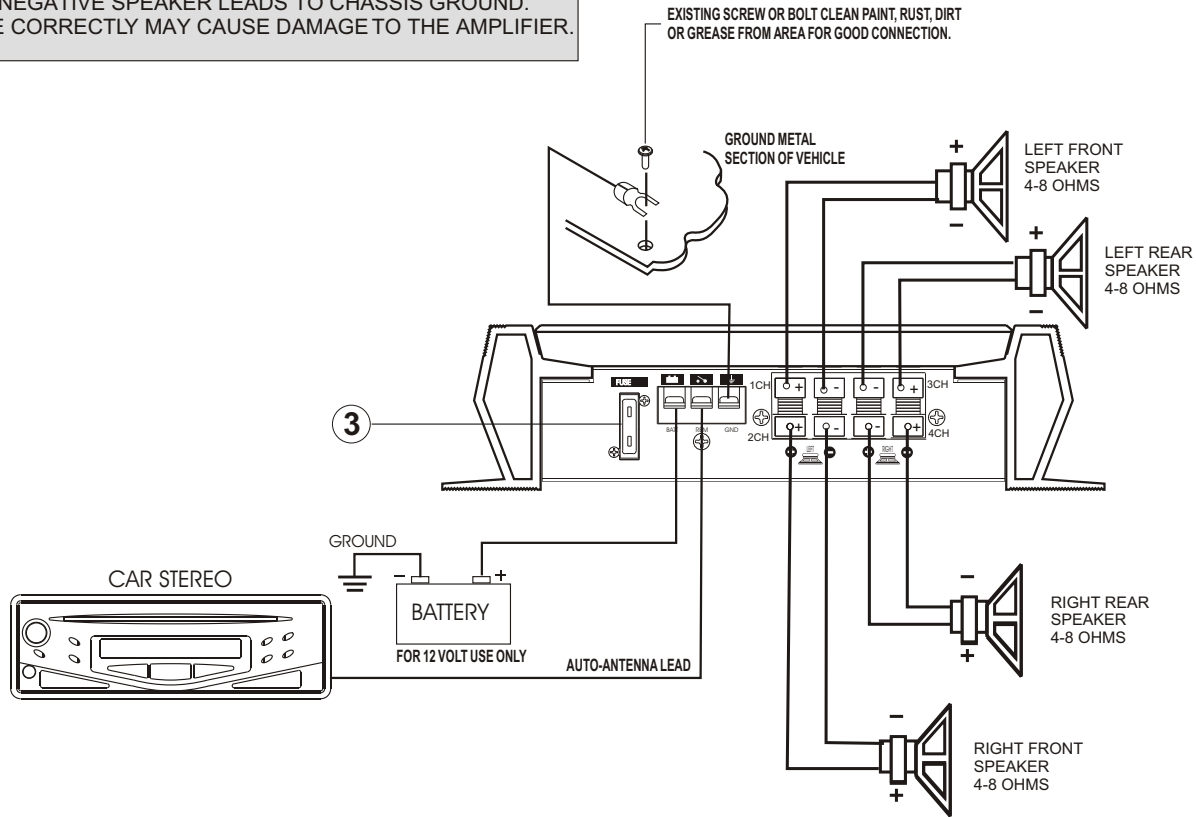 NEGATIVE SPEAKER LEADS TO CHASSIS GROUND.
E CORRECTLY MAY CAUSE DAMAGE TO THE AMPLIFIER.
EXISTING SCREW OR BOLT CLEAN PAINT, RUST, DIRT
OR GREASE FROM AREA FOR GOOD CONNECTION.
GROUND METAL
SECTION OF VEHICLE
+
-
LEFT FRONT
SPEAKER
4-8 OHMS
+
-
LEFT REAR
SPEAKER
4-8 OHMS
3
FUSE
BATT
REM
GND
1CH
+
-
-
+
3CH
2CH
+
-
-
+
4CH
LEFT
RIGHT
GROUND
-
+
BATTERY
FOR 12 VOLT USE ONLY
CAR STEREO
AUTO-ANTENNA LEAD
-
+
RIGHT REAR
SPEAKER
4-8 OHMS
-
+
RIGHT FRONT
SPEAKER
4-8 OHMS